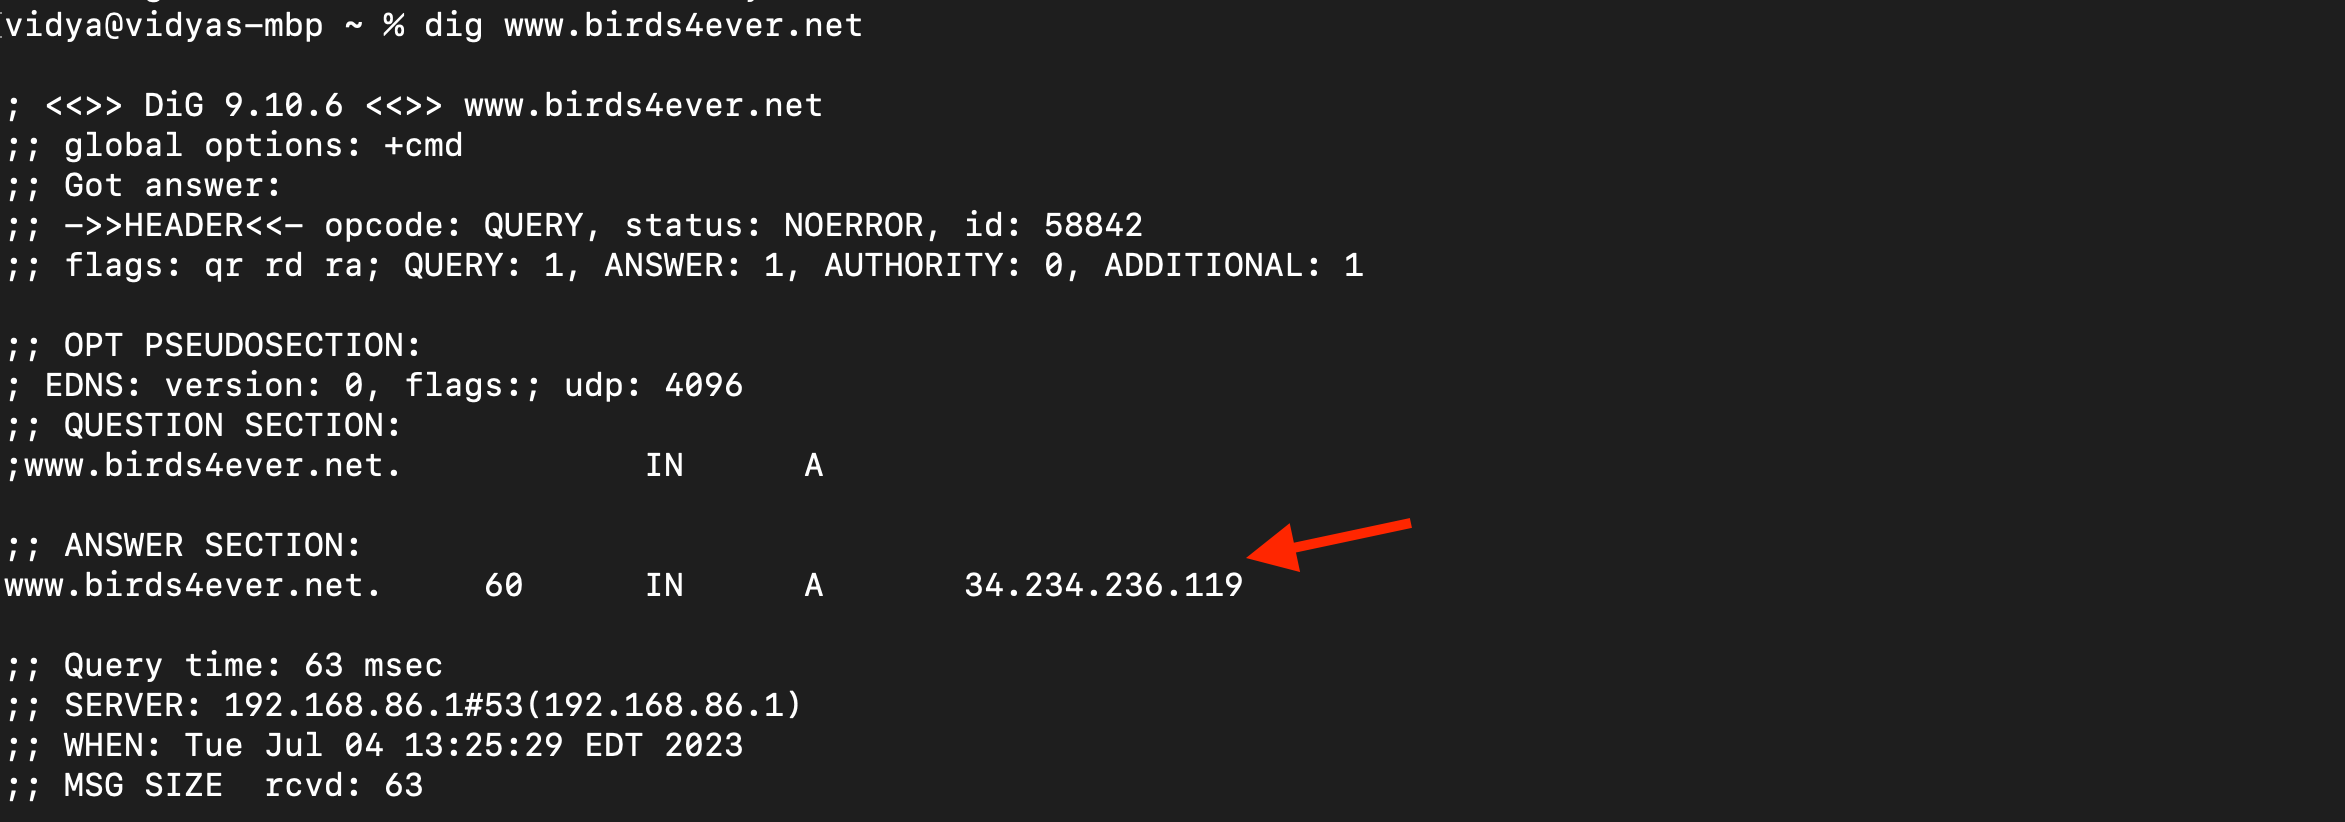 vidya@vidyas-mbp ~ % dig www.birds4ever.net
; <<>> DiG 9.10.6 <<>> www.birds4ever.net
;; global options: +cmd
;; Got answer:
;; ->>HEADER<<- opcode: QUERY, status: NOERROR, id: 58842
;; flags: qr rd ra; QUERY: 1, ANSWER: 1, AUTHORITY: 0, ADDITIONAL: 1
;; OPT PSEUDOSECTION:
; EDNS: version: 0, flags:; udp: 4096
;; QUESTION SECTION:
;www.birds4ever.net. IN A
;; ANSWER SECTION:
www.birds4ever.net. 60 IN A 34.234.236.119
;; Query time: 63 msec
;; SERVER: 192.168.86.1#53(192.168.86.1)
;; WHEN: Tue Jul 04 13:25:29 EDT 2023
;; MSG SIZE  rcvd: 63